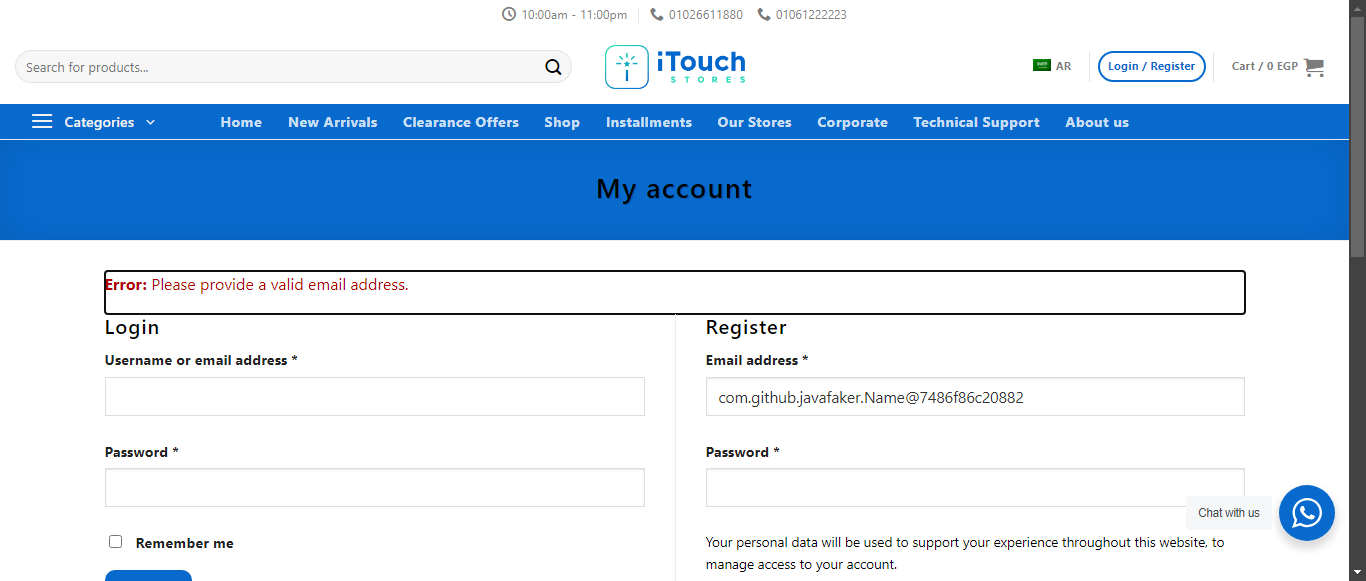 10:00am - 11:00pm 01026611880 01061222223
Search for products...
iTouch
STORES
AR
Login / Register
Cart / 0 EGP
Categories Home New Arrivals Clearance Offers Shop Installments Our Stores Corporate Technical Support About us
My account
Error: Please provide a valid email address.
Login
Username or email address *
Password *
Remember me
Register
Email address *
com.github.javafaker.Name@7486f86c20882
Password *
Your personal data will be used to support your experience throughout this website, to
manage access to your account.
Chat with us